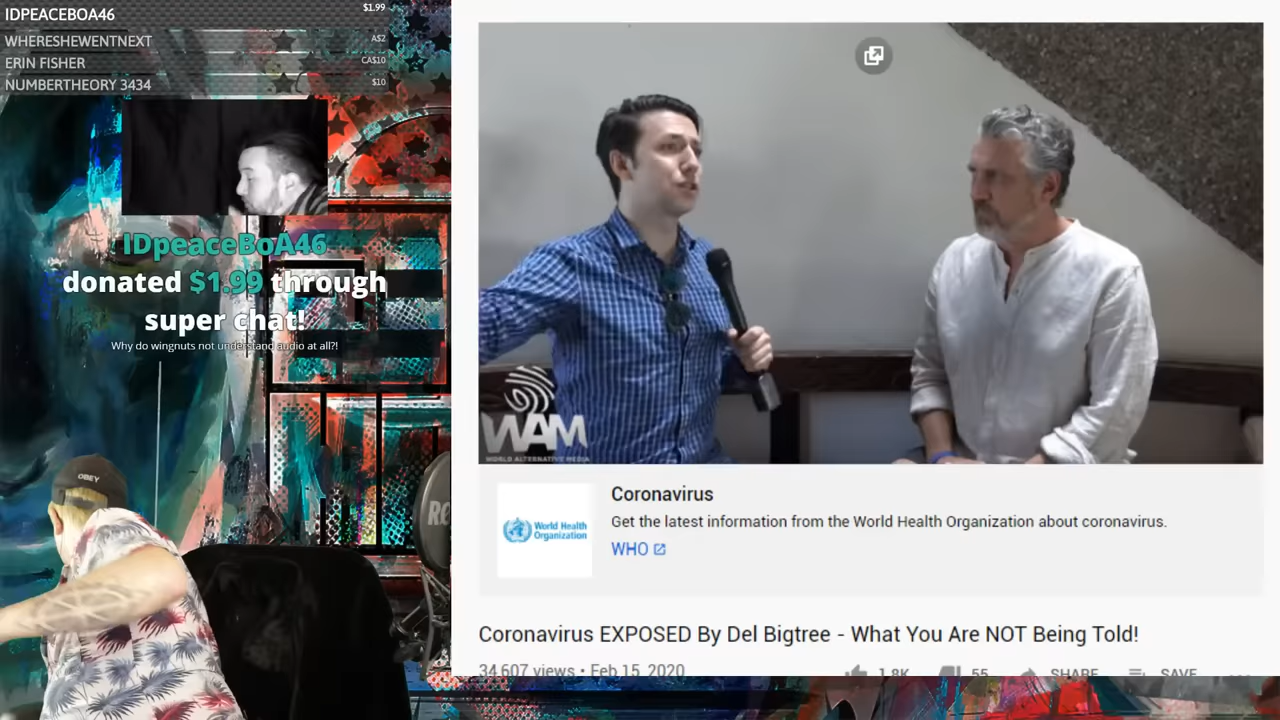 IDPEACEBOA46 $1.99
WHERESHEWENTNEXT A$2
ERIN FISHER CA$10
NUMBERTHEORY 3434 $10
IDpeaceBoA46
donated $1.99 through
super chat!
Why do wingnuts not understand audio at all?!
OBEY
WAM
WORLD ALTERNATIVE MEDIA
World Health
Organization
Coronavirus
Get the latest information from the World Health Organization about coronavirus.
WHO
Coronavirus EXPOSED By Del Bigtree - What You Are NOT Being Told!
34,607 views • Feb 15, 2020
1.8K 55 SHARE SAVE